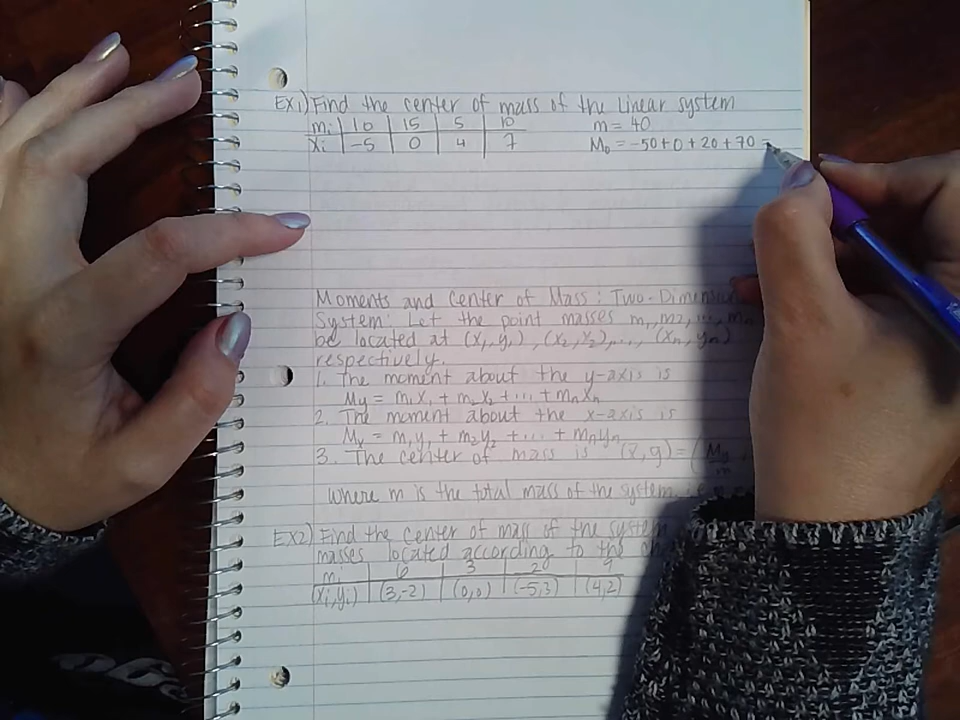 Ex1) Find the center of mass of the linear system
mi | 10 | 15 | 5 | 10 m = 40
xi | -5 | 0 | 4 | 7 M₀ = -50+0+20+70 =
Moments and Center of Mass: Two-Dimension
System: Let the point masses m₁, m2, ..., mn
be located at (x₁, y₁), (x₂, y₂), ..., (xn, yn)
respectively.
1. The moment about the y-axis is
My = m₁x₁ + m₂x₂ + ... + mnxn
2. The moment about the x-axis is
Mx = m₁y₁ + m2y₂ + ... + mnyn
3. The center of mass is (x̄, ȳ) = (My/m
where m is the total mass of the system
Ex2) Find the center of mass of the system
masses located according to the
mi | 6 | 3 | 2 | 9
(xi, yi) | (3,-2) | (0,0) | (-5,3) | (4,2)